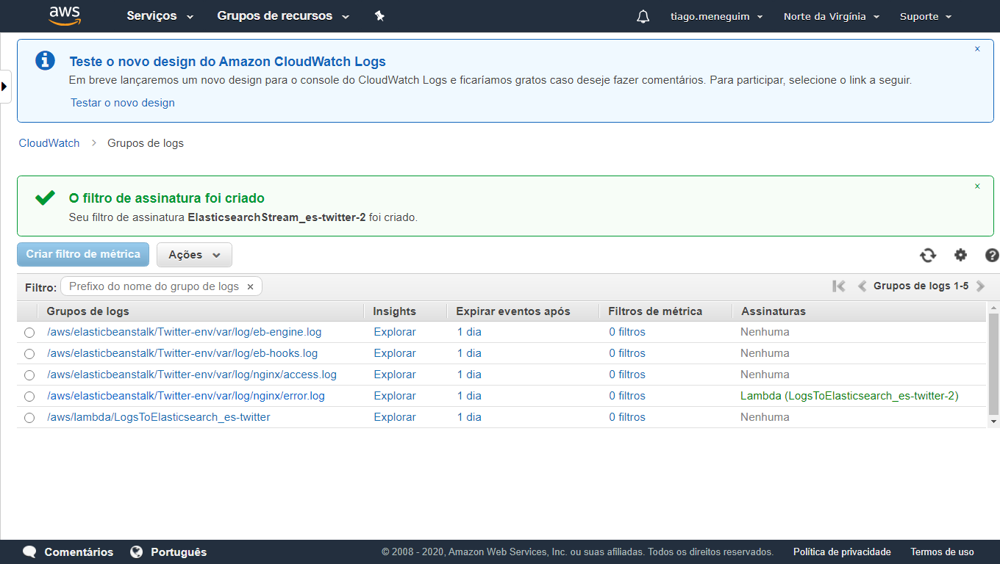 aws Serviços Grupos de recursos tiago.meneguim Norte da Virgínia Suporte
Teste o novo design do Amazon CloudWatch Logs ×
Em breve lançaremos um novo design para o console do CloudWatch Logs e ficaríamos gratos caso deseje fazer comentários. Para participar, selecione o link a seguir.
Testar o novo design
CloudWatch > Grupos de logs
O filtro de assinatura foi criado ×
Seu filtro de assinatura ElasticsearchStream_es-twitter-2 foi criado.
Criar filtro de métrica Ações
Filtro: Prefixo do nome do grupo de logs × Grupos de logs 1-5
Grupos de logs Insights Expirar eventos após Filtros de métrica Assinaturas
/aws/elasticbeanstalk/Twitter-env/var/log/eb-engine.log Explorar 1 dia 0 filtros Nenhuma
/aws/elasticbeanstalk/Twitter-env/var/log/eb-hooks.log Explorar 1 dia 0 filtros Nenhuma
/aws/elasticbeanstalk/Twitter-env/var/log/nginx/access.log Explorar 1 dia 0 filtros Nenhuma
/aws/elasticbeanstalk/Twitter-env/var/log/nginx/error.log Explorar 1 dia 0 filtros Lambda (LogsToElasticsearch_es-twitter-2)
/aws/lambda/LogsToElasticsearch_es-twitter Explorar 1 dia 0 filtros Nenhuma
Comentários Português © 2008 - 2020, Amazon Web Services, Inc. ou suas afiliadas. Todos os direitos reservados. Política de privacidade Termos de uso